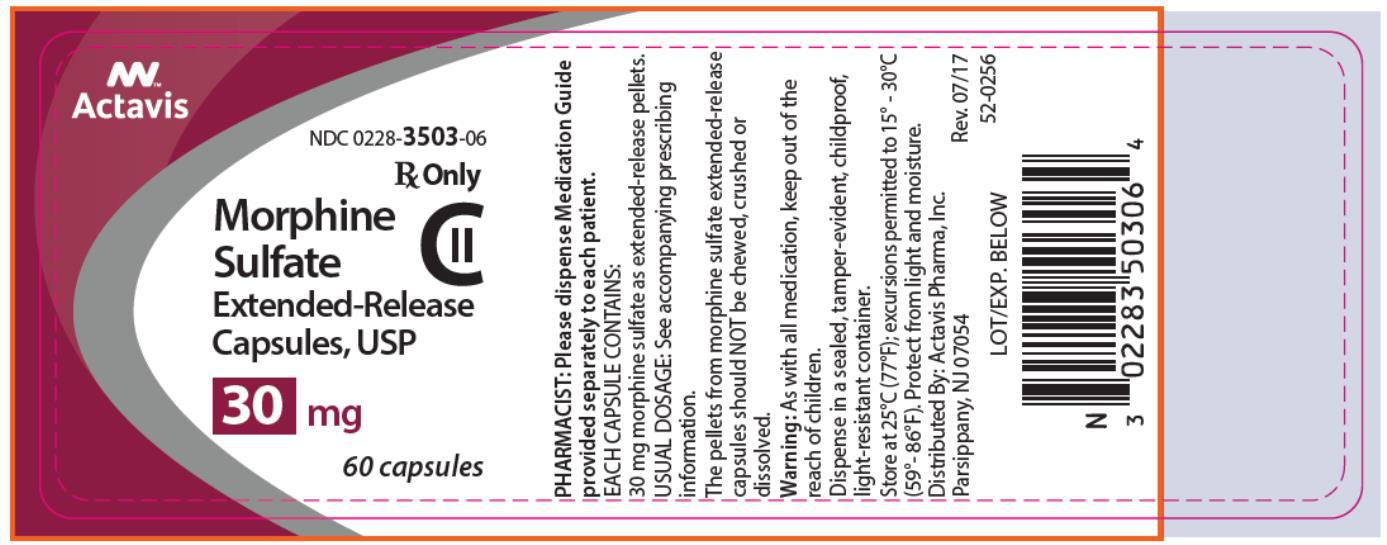 Actavis
NDC 0228-3503-06
Rx Only
Morphine
Sulfate
CII
Extended-Release
Capsules, USP
30 mg
60 capsules
PHARMACIST: Please dispense Medication Guide
provided separately to each patient.
EACH CAPSULE CONTAINS:
30 mg morphine sulfate as extended-release pellets.
USUAL DOSAGE: See accompanying prescribing
information.
The pellets from morphine sulfate extended-release
capsules should NOT be chewed, crushed or
dissolved.
Warning: As with all medication, keep out of the
reach of children.
Dispense in a sealed, tamper-evident, childproof,
light-resistant container.
Store at 25°C (77°F); excursions permitted to 15° - 30°C
(59° - 86°F). Protect from light and moisture.
Distributed By: Actavis Pharma, Inc.
Parsippany, NJ 07054
Rev. 07/17
52-0256
LOT/EXP. BELOW
N
3 02283 50306 4